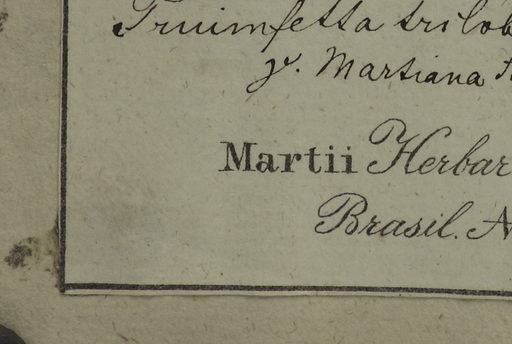 Triumfetta trilob
γ. Martiana
Martii Herbar
Brasil. N